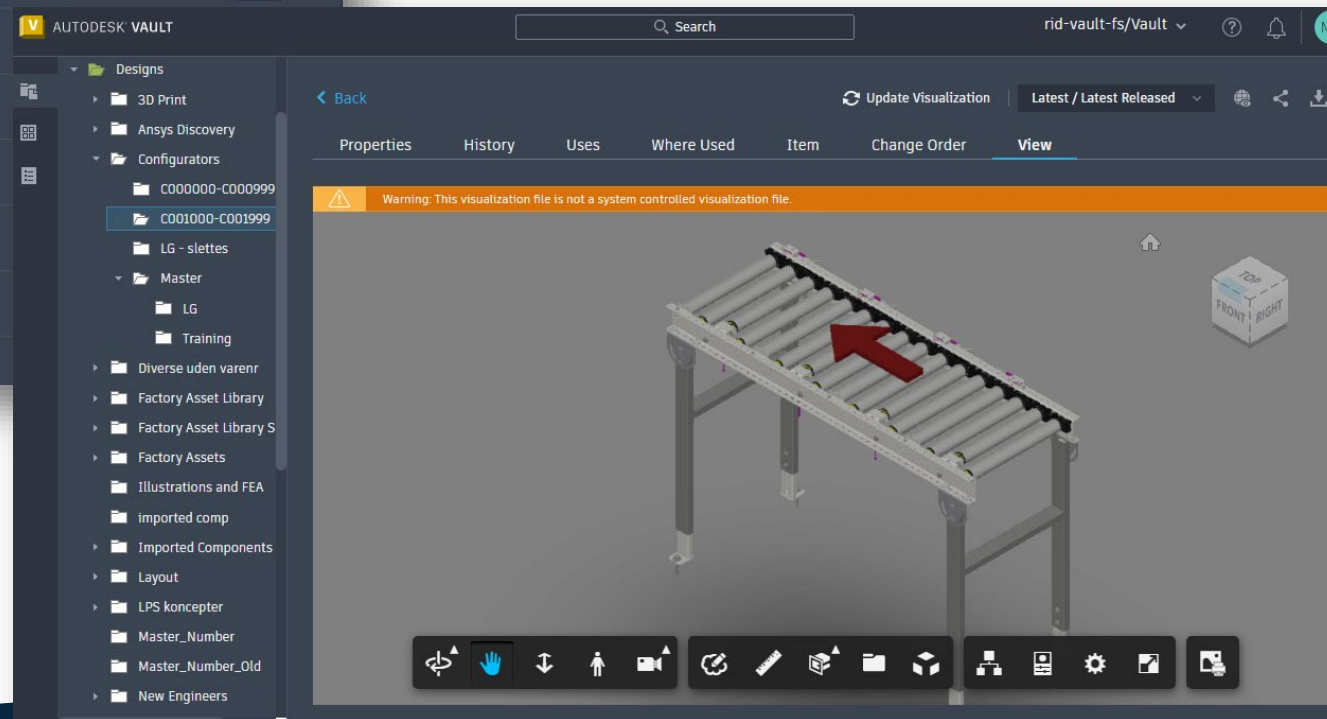 V AUTODESK VAULT
Search
rid-vault-fs/Vault
Designs
3D Print
Ansys Discovery
Configurators
C000000-C000999
C001000-C001999
LG - slettes
Master
LG
Training
Diverse uden varenr
Factory Asset Library
Factory Asset Library S
Factory Assets
Illustrations and FEA
imported comp
Imported Components
Layout
LPS koncepter
Master_Number
Master_Number_Old
New Engineers
Back
Update Visualization
Latest / Latest Released
Properties History Uses Where Used Item Change Order View
Warning: This visualization file is not a system controlled visualization file.
TOP
FRONT RIGHT